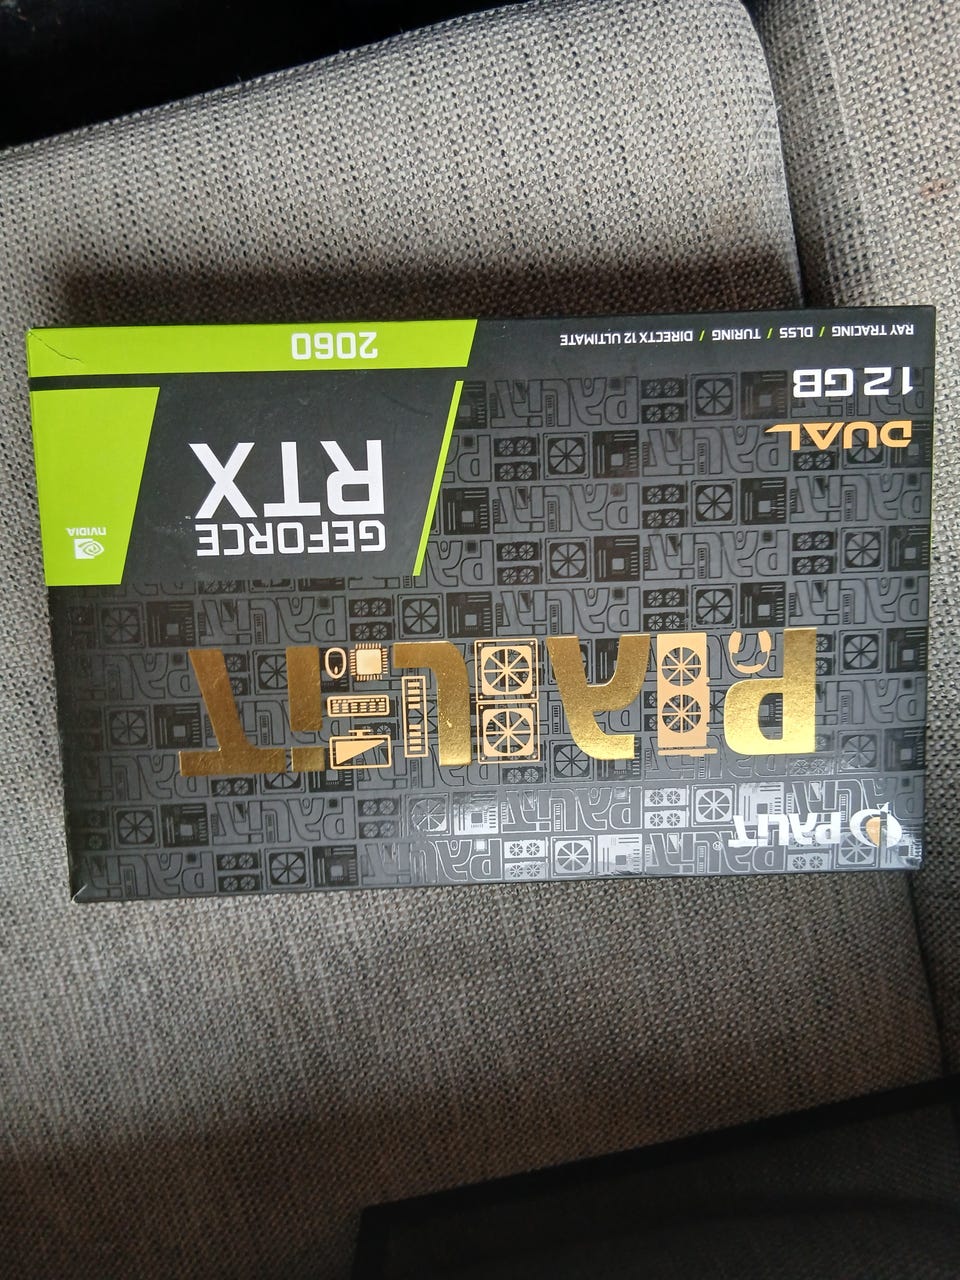 PALIT
PALIT
GEFORCE
RTX
NVIDIA
DUAL
12 GB
2060
RAY TRACING / DLSS / TURING / DIRECTX 12 ULTIMATE